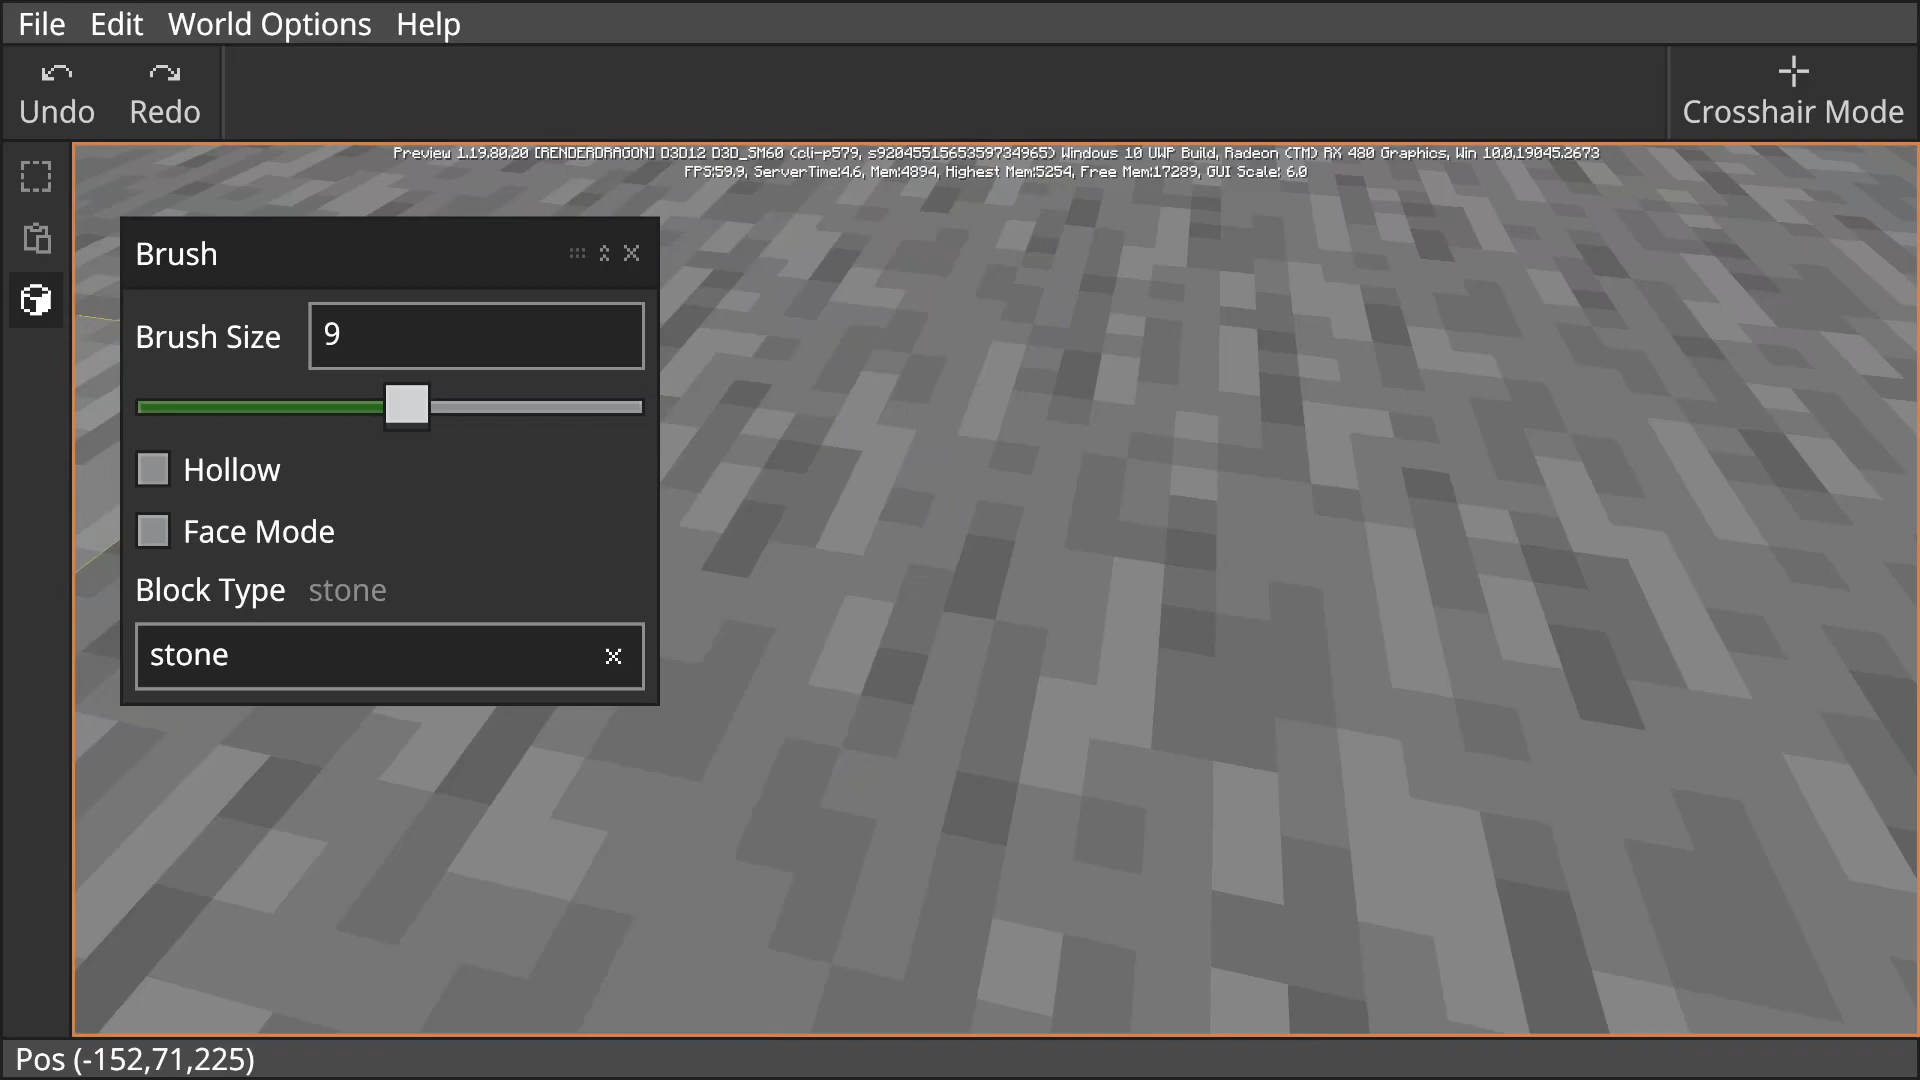 File Edit World Options Help
Undo Redo Crosshair Mode
Preview 1.19.80.20 [RENDERDRAGON] D3D12 D3D_SM60 (cli-p579, s92045515653597349​65) Windows 10 UWP Build, Radeon (TM) RX 480 Graphics, Win 10.0.19045.2673
FPS:59.9, ServerTime:4.6, Mem:4894, Highest Mem:5254, Free Mem:17289, GUI Scale: 6.0
Brush
Brush Size 9
Hollow
Face Mode
Block Type stone
stone
Pos (-152,71,225)